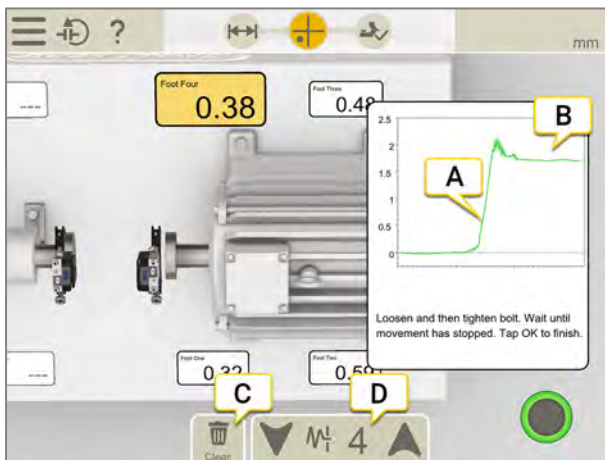 ?
mm
Foot Four
0.38
Foot Three
0.48
---
2.5
2
1.5
1
0.5
0
A
B
Loosen and then tighten bolt. Wait until
movement has stopped. Tap OK to finish.
Foot One
0.32
Foot Two
0.59
C
D
4
Clear